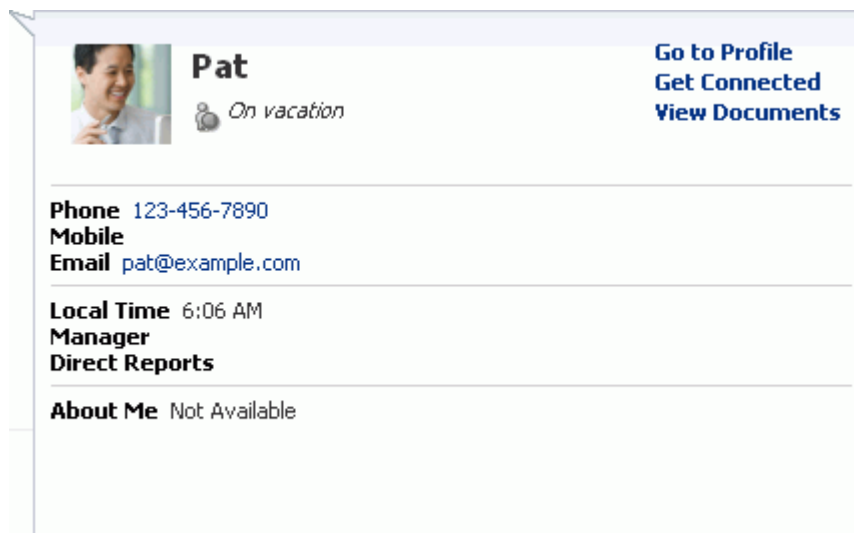 Pat
On vacation
Go to Profile
Get Connected
View Documents
Phone 123-456-7890
Mobile
Email pat@example.com
Local Time 6:06 AM
Manager
Direct Reports
About Me Not Available